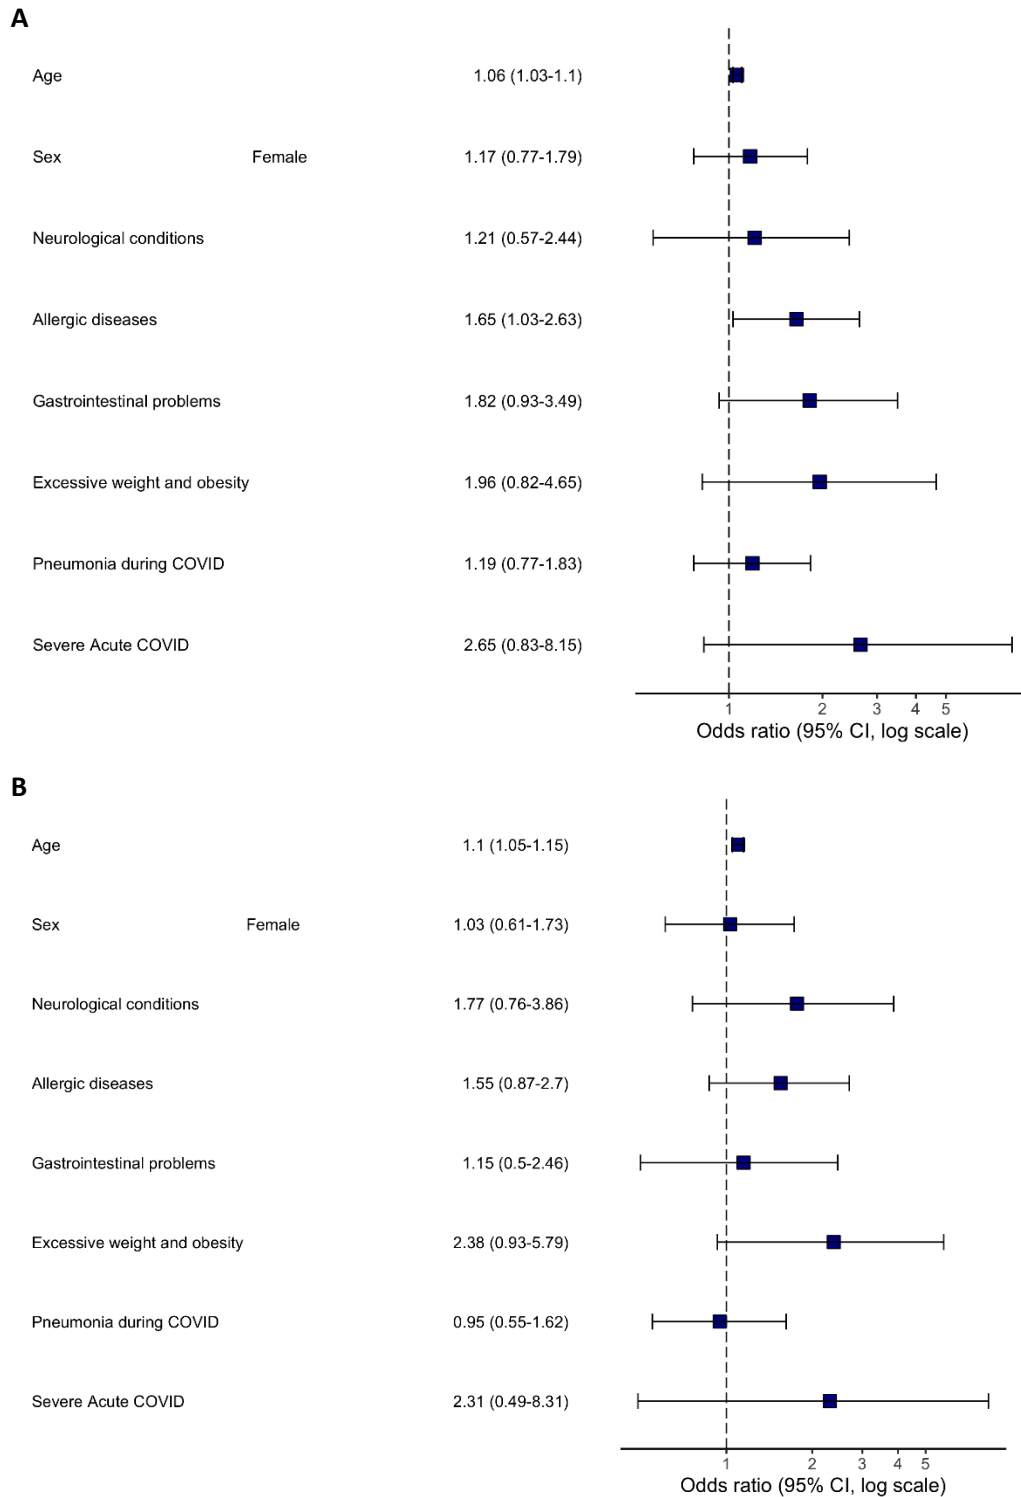 A
Age 1.06 (1.03-1.1)
Sex Female 1.17 (0.77-1.79)
Neurological conditions 1.21 (0.57-2.44)
Allergic diseases 1.65 (1.03-2.63)
Gastrointestinal problems 1.82 (0.93-3.49)
Excessive weight and obesity 1.96 (0.82-4.65)
Pneumonia during COVID 1.19 (0.77-1.83)
Severe Acute COVID 2.65 (0.83-8.15)
1 2 3 4 5
Odds ratio (95% CI, log scale)
B
Age 1.1 (1.05-1.15)
Sex Female 1.03 (0.61-1.73)
Neurological conditions 1.77 (0.76-3.86)
Allergic diseases 1.55 (0.87-2.7)
Gastrointestinal problems 1.15 (0.5-2.46)
Excessive weight and obesity 2.38 (0.93-5.79)
Pneumonia during COVID 0.95 (0.55-1.62)
Severe Acute COVID 2.31 (0.49-8.31)
1 2 3 4 5
Odds ratio (95% CI, log scale)